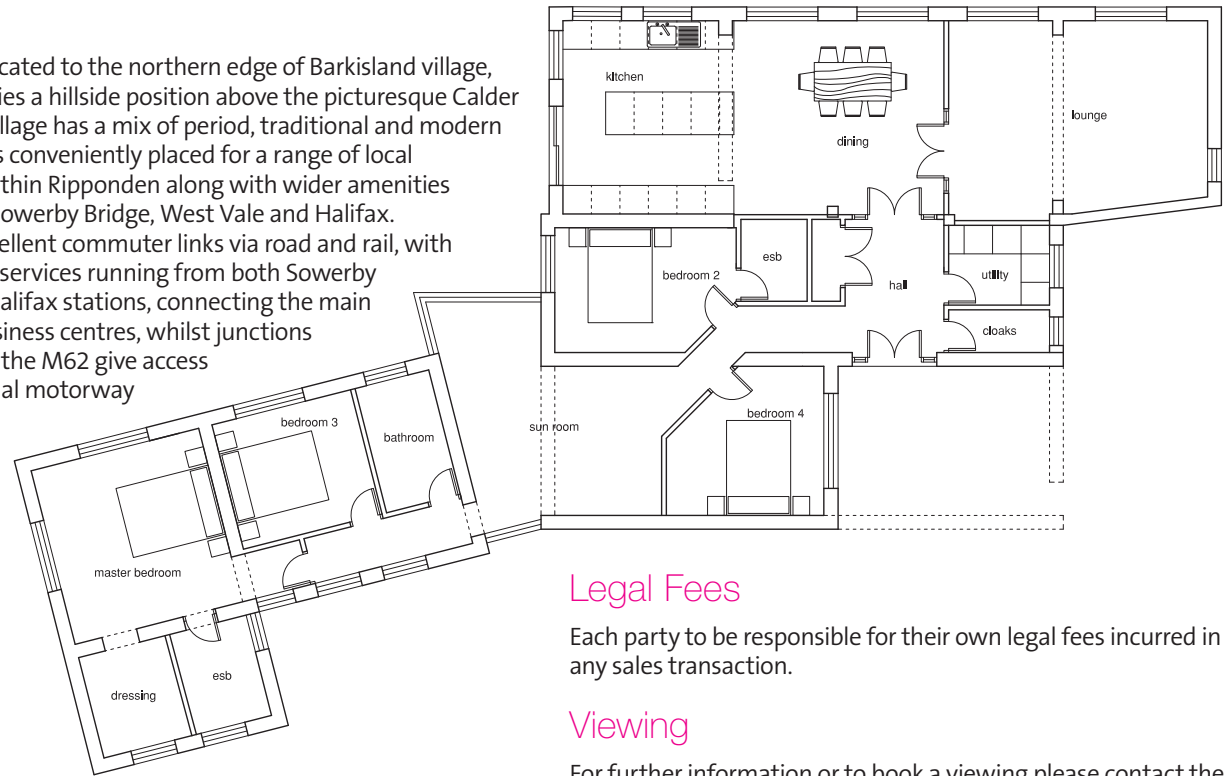 cated to the northern edge of Barkisland village,
ies a hillside position above the picturesque Calder
illage has a mix of period, traditional and modern
s conveniently placed for a range of local
thin Ripponden along with wider amenities
owerby Bridge, West Vale and Halifax.
ellent commuter links via road and rail, with
services running from both Sowerby
alifax stations, connecting the main
siness centres, whilst junctions
the M62 give access
al motorway
kitchen
dining
lounge
bedroom 2
esb
hall
utility
cloaks
bedroom 3
bathroom
sun room
bedroom 4
master bedroom
dressing
esb
Legal Fees
Each party to be responsible for their own legal fees incurred in
any sales transaction.
Viewing
For further information or to book a viewing please contact the